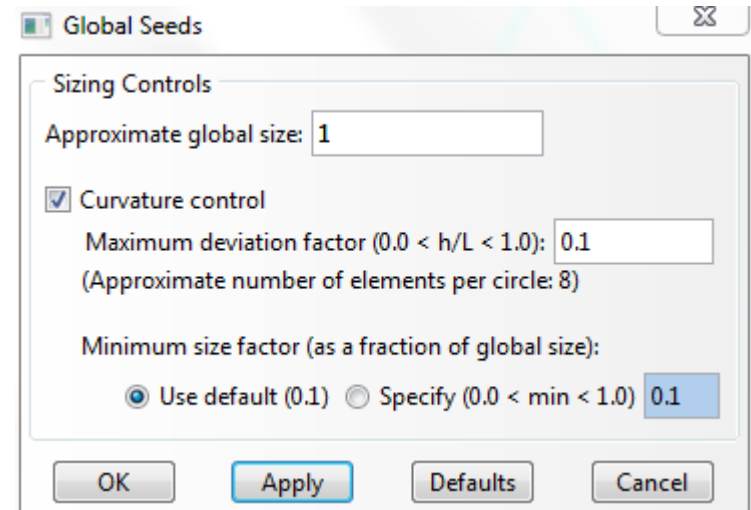 Global Seeds
Sizing Controls
Approximate global size: 1
Curvature control
Maximum deviation factor (0.0 < h/L < 1.0): 0.1
(Approximate number of elements per circle: 8)
Minimum size factor (as a fraction of global size):
Use default (0.1) Specify (0.0 < min < 1.0) 0.1
OK Apply Defaults Cancel